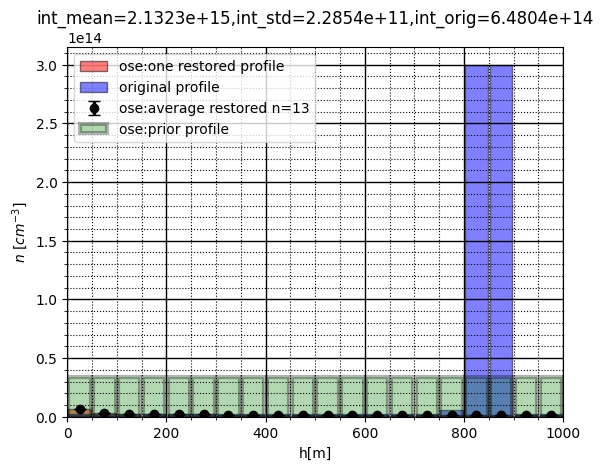 int_mean=2.1323e+15,int_std=2.2854e+11,int_orig=6.4804e+14
1e14
ose:one restored profile
original profile
ose:average restored n=13
ose:prior profile
3.0
2.5
2.0
1.5
1.0
0.5
0.0
n [cm⁻³]
0 200 400 600 800 1000
h[m]